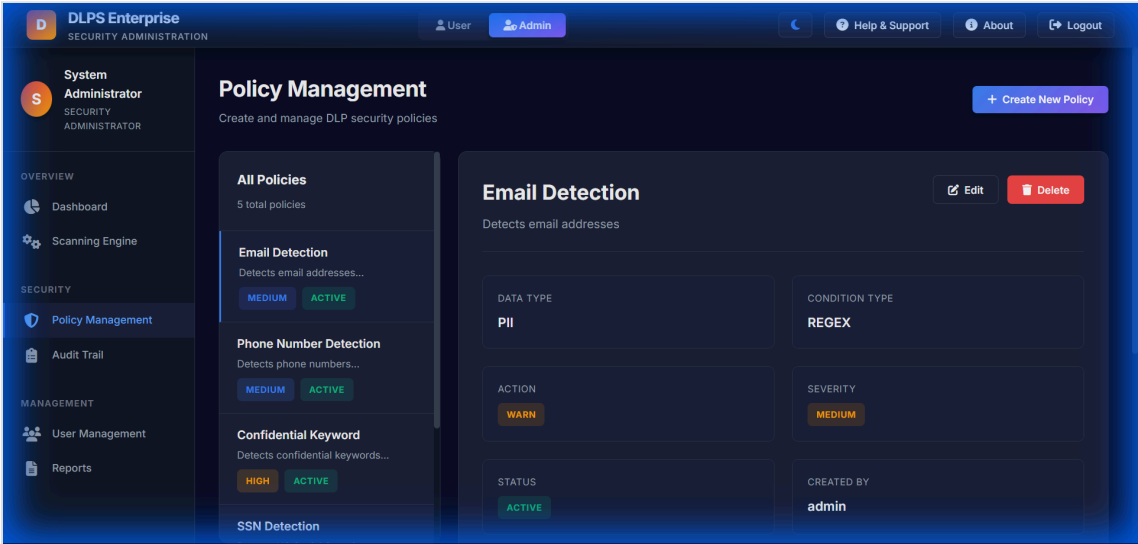 D
DLPS Enterprise
SECURITY ADMINISTRATION
User
Admin
Help & Support
About
Logout
S
System
Administrator
SECURITY
ADMINISTRATOR
OVERVIEW
Dashboard
Scanning Engine
SECURITY
Policy Management
Audit Trail
MANAGEMENT
User Management
Reports
Policy Management
Create and manage DLP security policies
+ Create New Policy
All Policies
5 total policies
Email Detection
Detects email addresses...
MEDIUM ACTIVE
Phone Number Detection
Detects phone numbers...
MEDIUM ACTIVE
Confidential Keyword
Detects confidential keywords...
HIGH ACTIVE
SSN Detection
Email Detection
Edit
Delete
Detects email addresses
DATA TYPE
PII
CONDITION TYPE
REGEX
ACTION
WARN
SEVERITY
MEDIUM
STATUS
ACTIVE
CREATED BY
admin